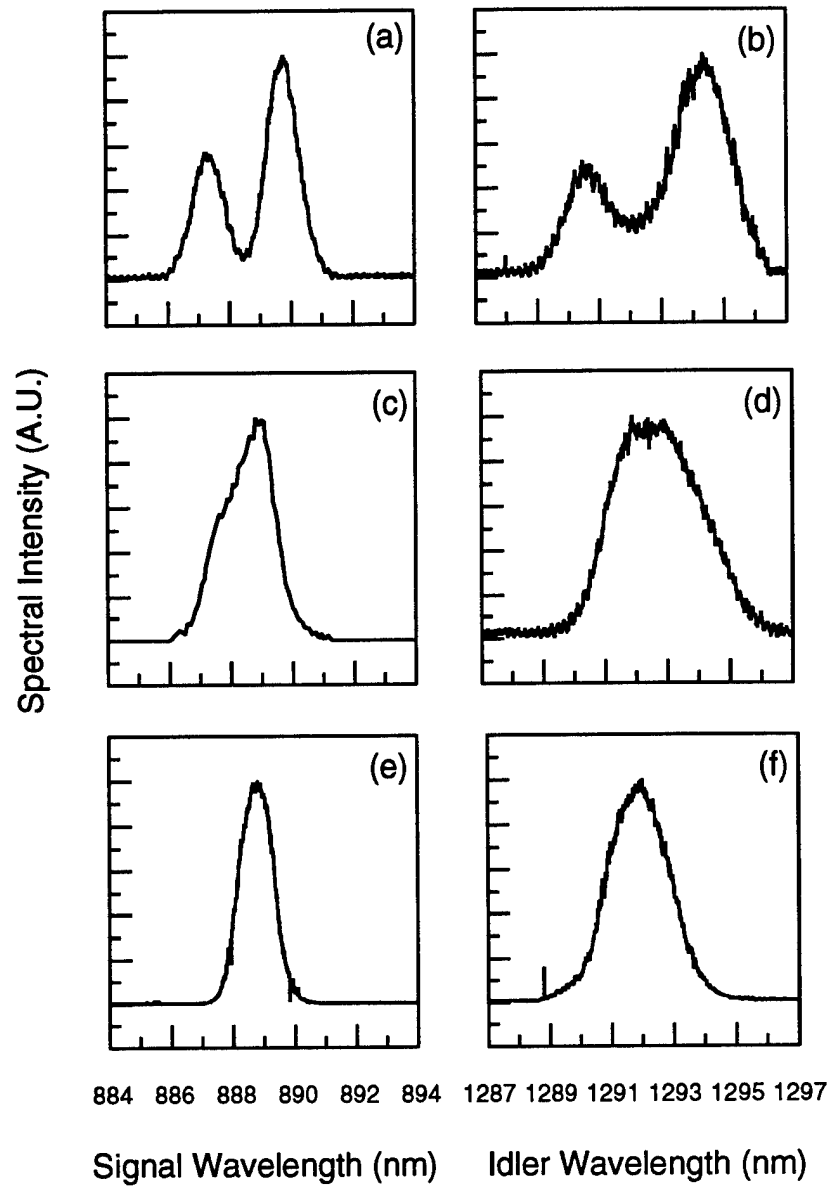 (a)
(b)
(c)
(d)
(e)
(f)
Spectral Intensity (A.U.)
884 886 888 890 892 894
1287 1289 1291 1293 1295 1297
Signal Wavelength (nm)
Idler Wavelength (nm)